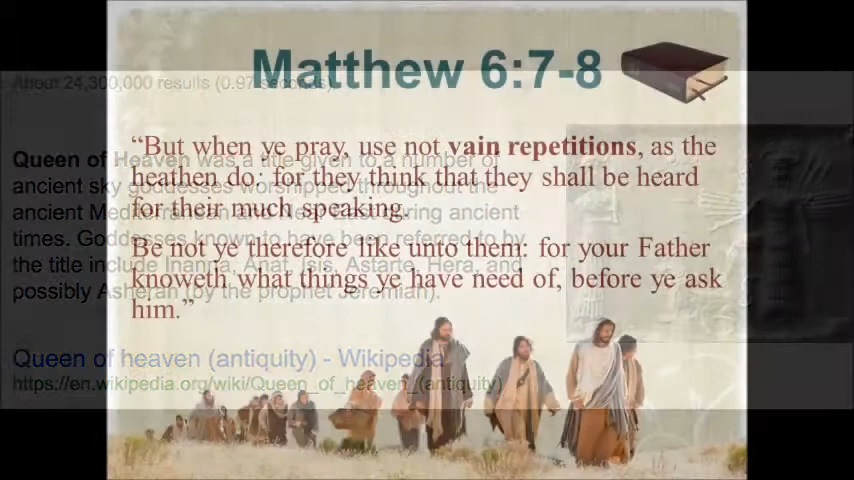 Matthew 6:7-8
“But when ye pray, use not vain repetitions, as the
heathen do: for they think that they shall be heard
for their much speaking.
Be not ye therefore like unto them: for your Father
knoweth what things ye have need of, before ye ask
him.”
About 24,300,000 results (0.97 seconds)
Queen of Heaven was a title given to a number of
ancient sky goddesses worshipped throughout the
ancient Mediterranean and Near East during ancient
times. Goddesses known to have been referred to by
the title include Inanna, Anat, Isis, Astarte, Hera, and
possibly Asherah (by the prophet Jeremiah).
Queen of heaven (antiquity) - Wikipedia
https://en.wikipedia.org/wiki/Queen_of_heaven_(antiquity)